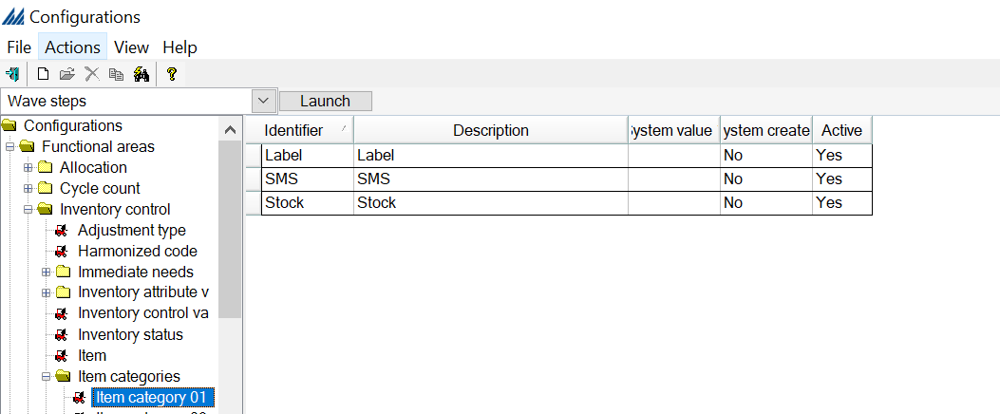 Configurations
File Actions View Help
Wave steps Launch
Configurations
Functional areas
Allocation
Cycle count
Inventory control
Adjustment type
Harmonized code
Immediate needs
Inventory attribute v
Inventory control va
Inventory status
Item
Item categories
Item category 01
Identifier Description ystem value ystem create Active
Label Label No Yes
SMS SMS No Yes
Stock Stock No Yes